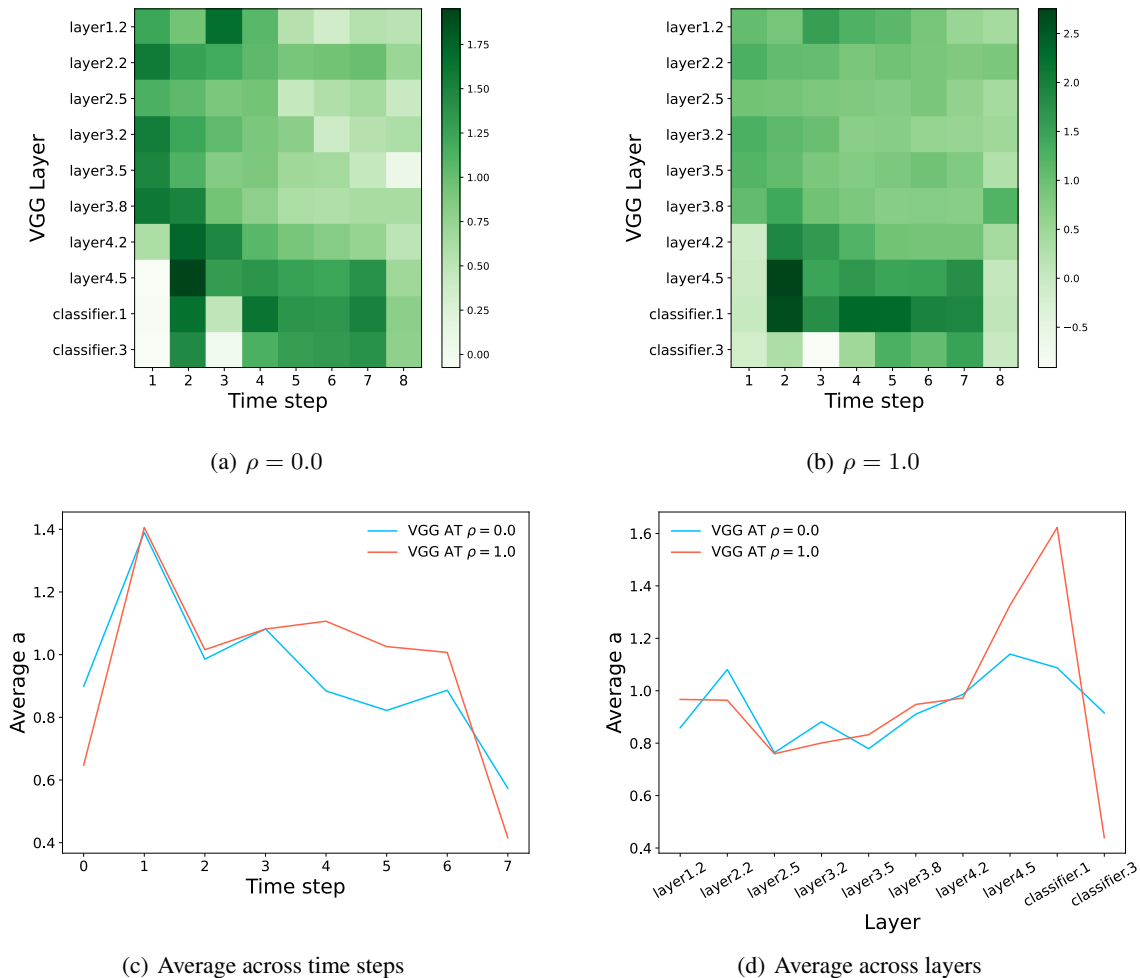 layer1.2
layer2.2
layer2.5
layer3.2
layer3.5
layer3.8
layer4.2
layer4.5
classifier.1
classifier.3
VGG Layer
1 2 3 4 5 6 7 8
Time step
1.75
1.50
1.25
1.00
0.75
0.50
0.25
0.00
(a) ρ = 0.0
layer1.2
layer2.2
layer2.5
layer3.2
layer3.5
layer3.8
layer4.2
layer4.5
classifier.1
classifier.3
VGG Layer
1 2 3 4 5 6 7 8
Time step
2.5
2.0
1.5
1.0
0.5
0.0
−0.5
(b) ρ = 1.0
VGG AT ρ = 0.0
VGG AT ρ = 1.0
1.4
1.2
1.0
0.8
0.6
0.4
Average a
0 1 2 3 4 5 6 7
Time step
(c) Average across time steps
VGG AT ρ = 0.0
VGG AT ρ = 1.0
1.6
1.4
1.2
1.0
0.8
0.6
0.4
Average a
layer1.2 layer2.2 layer2.5 layer3.2 layer3.5 layer3.8 layer4.2 layer4.5 classifier.1 classifier.3
Layer
(d) Average across layers